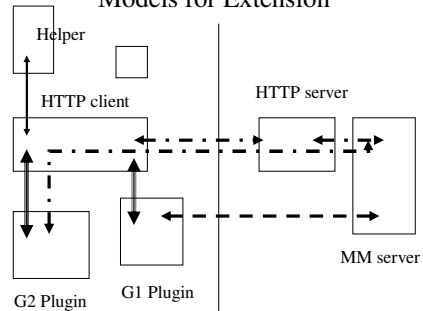 Models for Extension
Helper
HTTP client
HTTP server
MM server
G2 Plugin
G1 Plugin